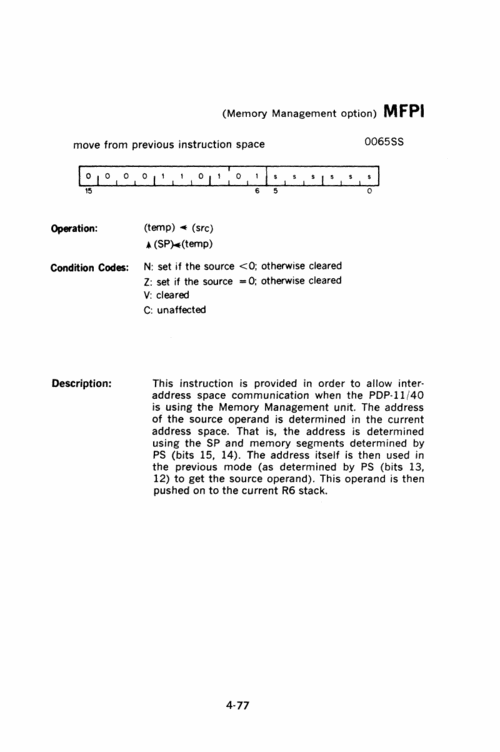 (Memory Management option) MFPI
move from previous instruction space 0065SS
0 0 0 0 1 1 0 1 0 1 s s s s s s
15 6 5 0
Operation: (temp) ◄ (src)
▲(SP)◄(temp)
Condition Codes: N: set if the source <0; otherwise cleared
Z: set if the source =0; otherwise cleared
V: cleared
C: unaffected
Description: This instruction is provided in order to allow inter-
address space communication when the PDP-11/40
is using the Memory Management unit. The address
of the source operand is determined in the current
address space. That is, the address is determined
using the SP and memory segments determined by
PS (bits 15, 14). The address itself is then used in
the previous mode (as determined by PS (bits 13,
12) to get the source operand). This operand is then
pushed on to the current R6 stack.
4-77